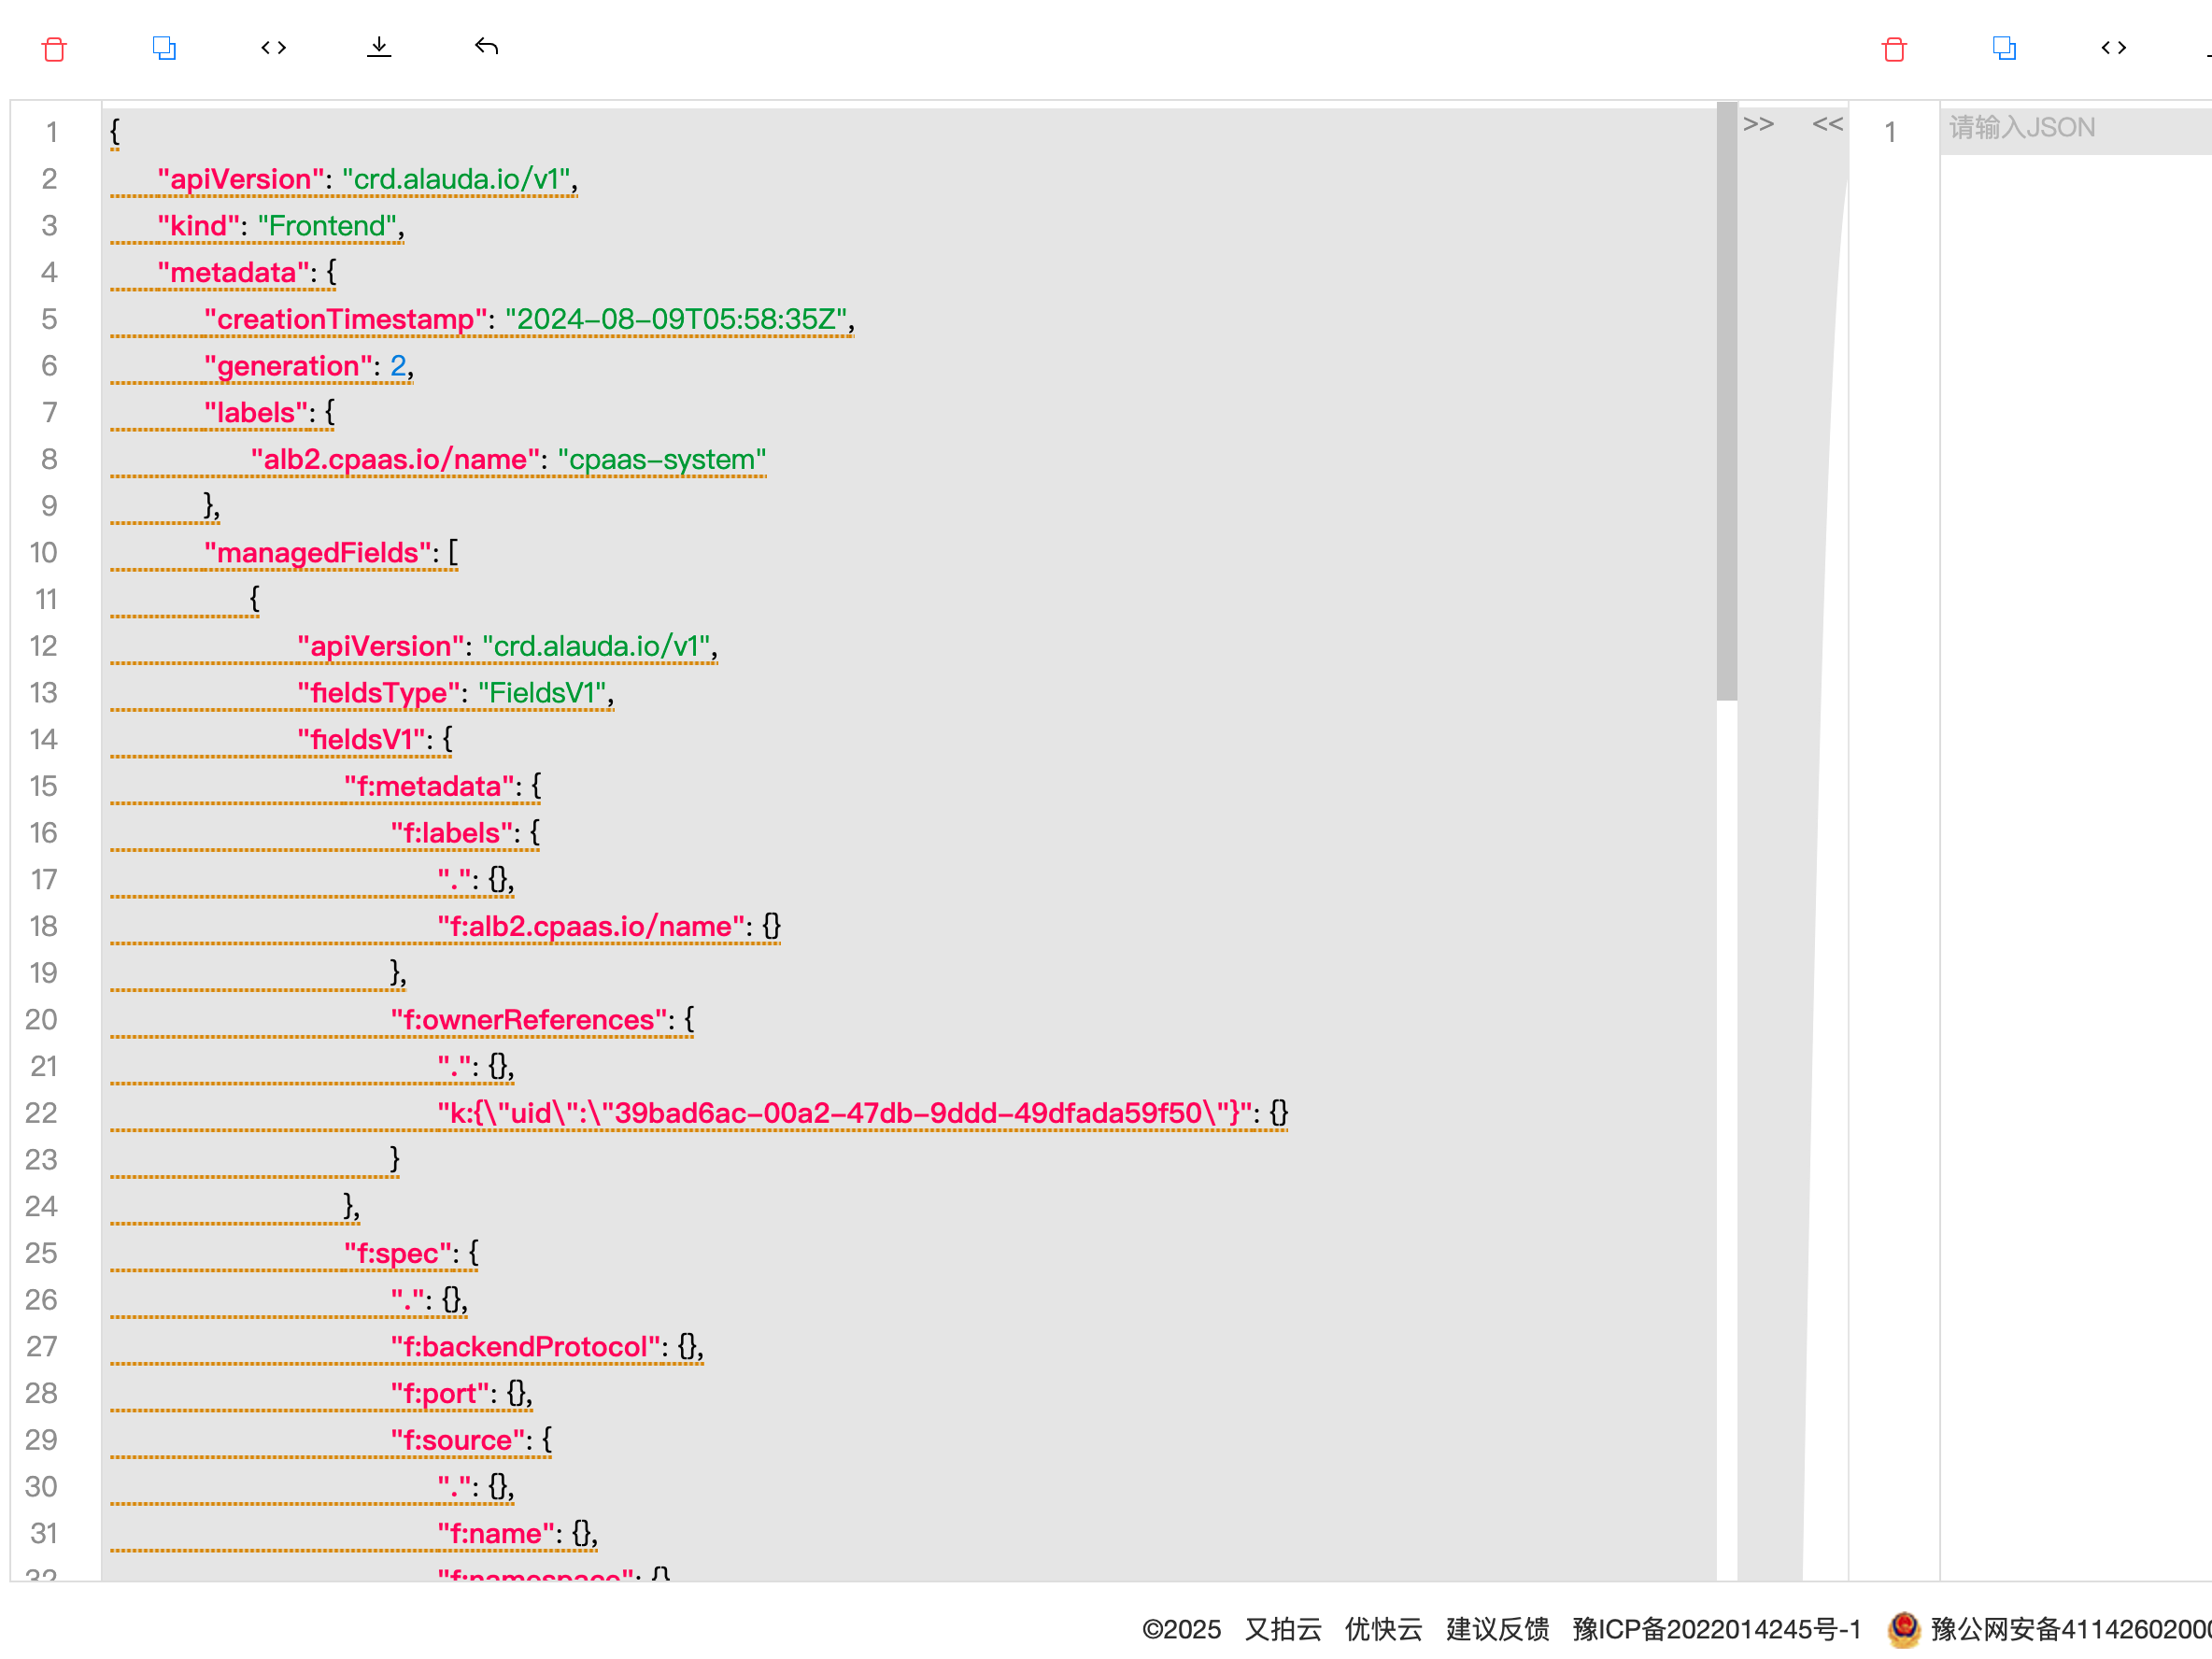 1 {
2 "apiVersion": "crd.alauda.io/v1",
3 "kind": "Frontend",
4 "metadata": {
5 "creationTimestamp": "2024-08-09T05:58:35Z",
6 "generation": 2,
7 "labels": {
8 "alb2.cpaas.io/name": "cpaas-system"
9 },
10 "managedFields": [
11 {
12 "apiVersion": "crd.alauda.io/v1",
13 "fieldsType": "FieldsV1",
14 "fieldsV1": {
15 "f:metadata": {
16 "f:labels": {
17 ".": {},
18 "f:alb2.cpaas.io/name": {}
19 },
20 "f:ownerReferences": {
21 ".": {},
22 "k:{\"uid\":\"39bad6ac-00a2-47db-9ddd-49dfada59f50\"}": {}
23 }
24 },
25 "f:spec": {
26 ".": {},
27 "f:backendProtocol": {},
28 "f:port": {},
29 "f:source": {
30 ".": {},
31 "f:name": {},
32 "f:namespace": {}
>> <<
1 请输入JSON
©2025 又拍云 优快云 建议反馈 豫ICP备2022014245号-1 豫公网安备41142602000